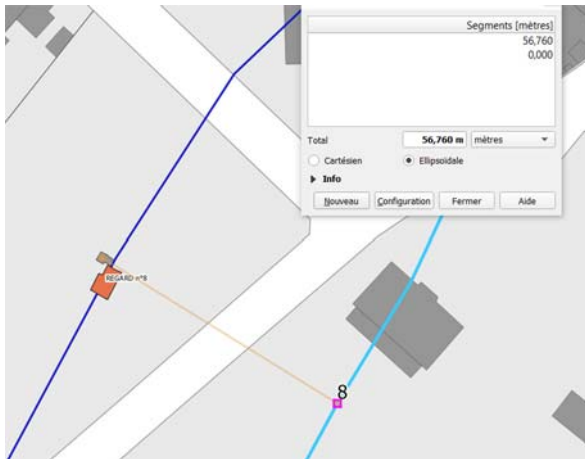 Segments [mètres]
56,760
0,000
Total 56,760 m mètres
Cartésien Ellipsoïdale
Info
Nouveau Configuration Fermer Aide
REGARD n°8
8